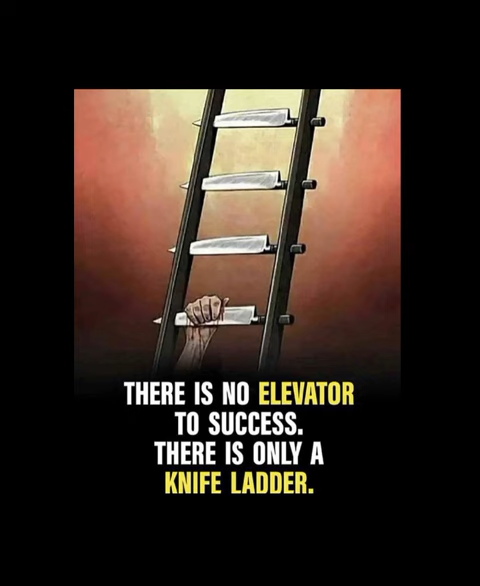 THERE IS NO ELEVATOR
TO SUCCESS.
THERE IS ONLY A
KNIFE LADDER.